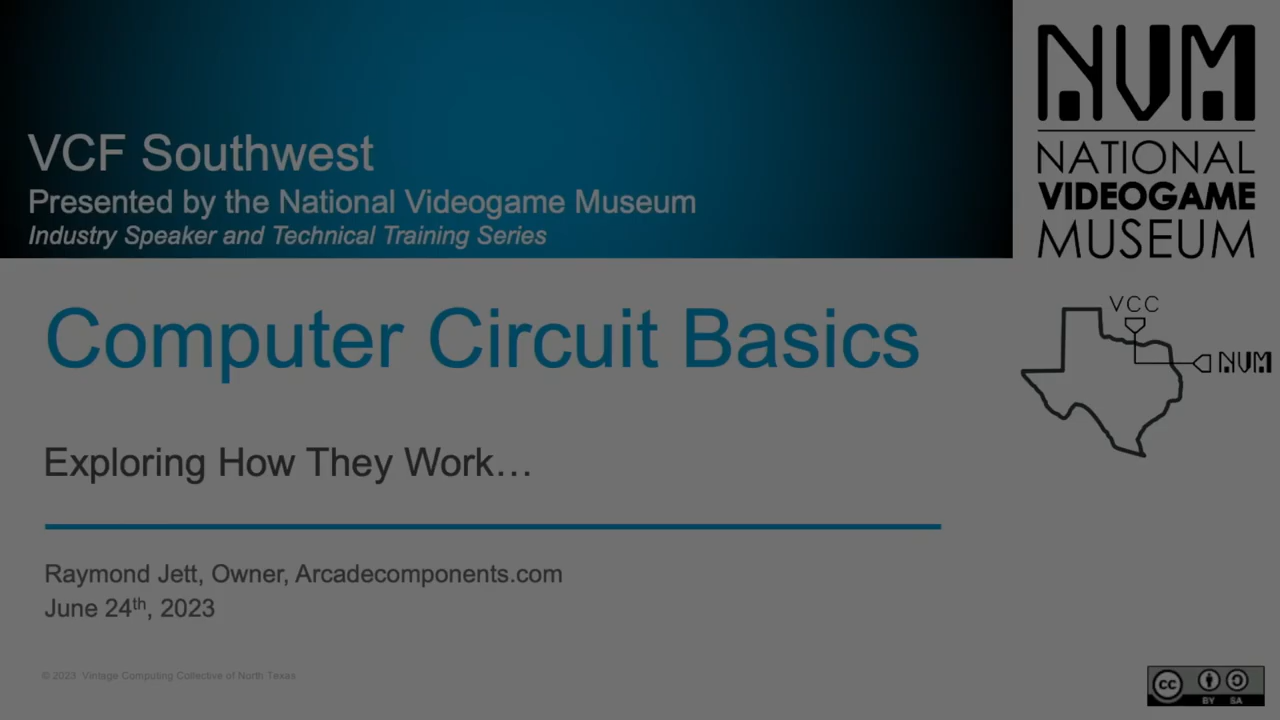 VCF Southwest
Presented by the National Videogame Museum
Industry Speaker and Technical Training Series
NVM
NATIONAL
VIDEOGAME
MUSEUM
Computer Circuit Basics
VCC
NVM
Exploring How They Work…
Raymond Jett, Owner, Arcadecomponents.com
June 24th, 2023
© 2023 Vintage Computing Collective of North Texas
CC
BY SA